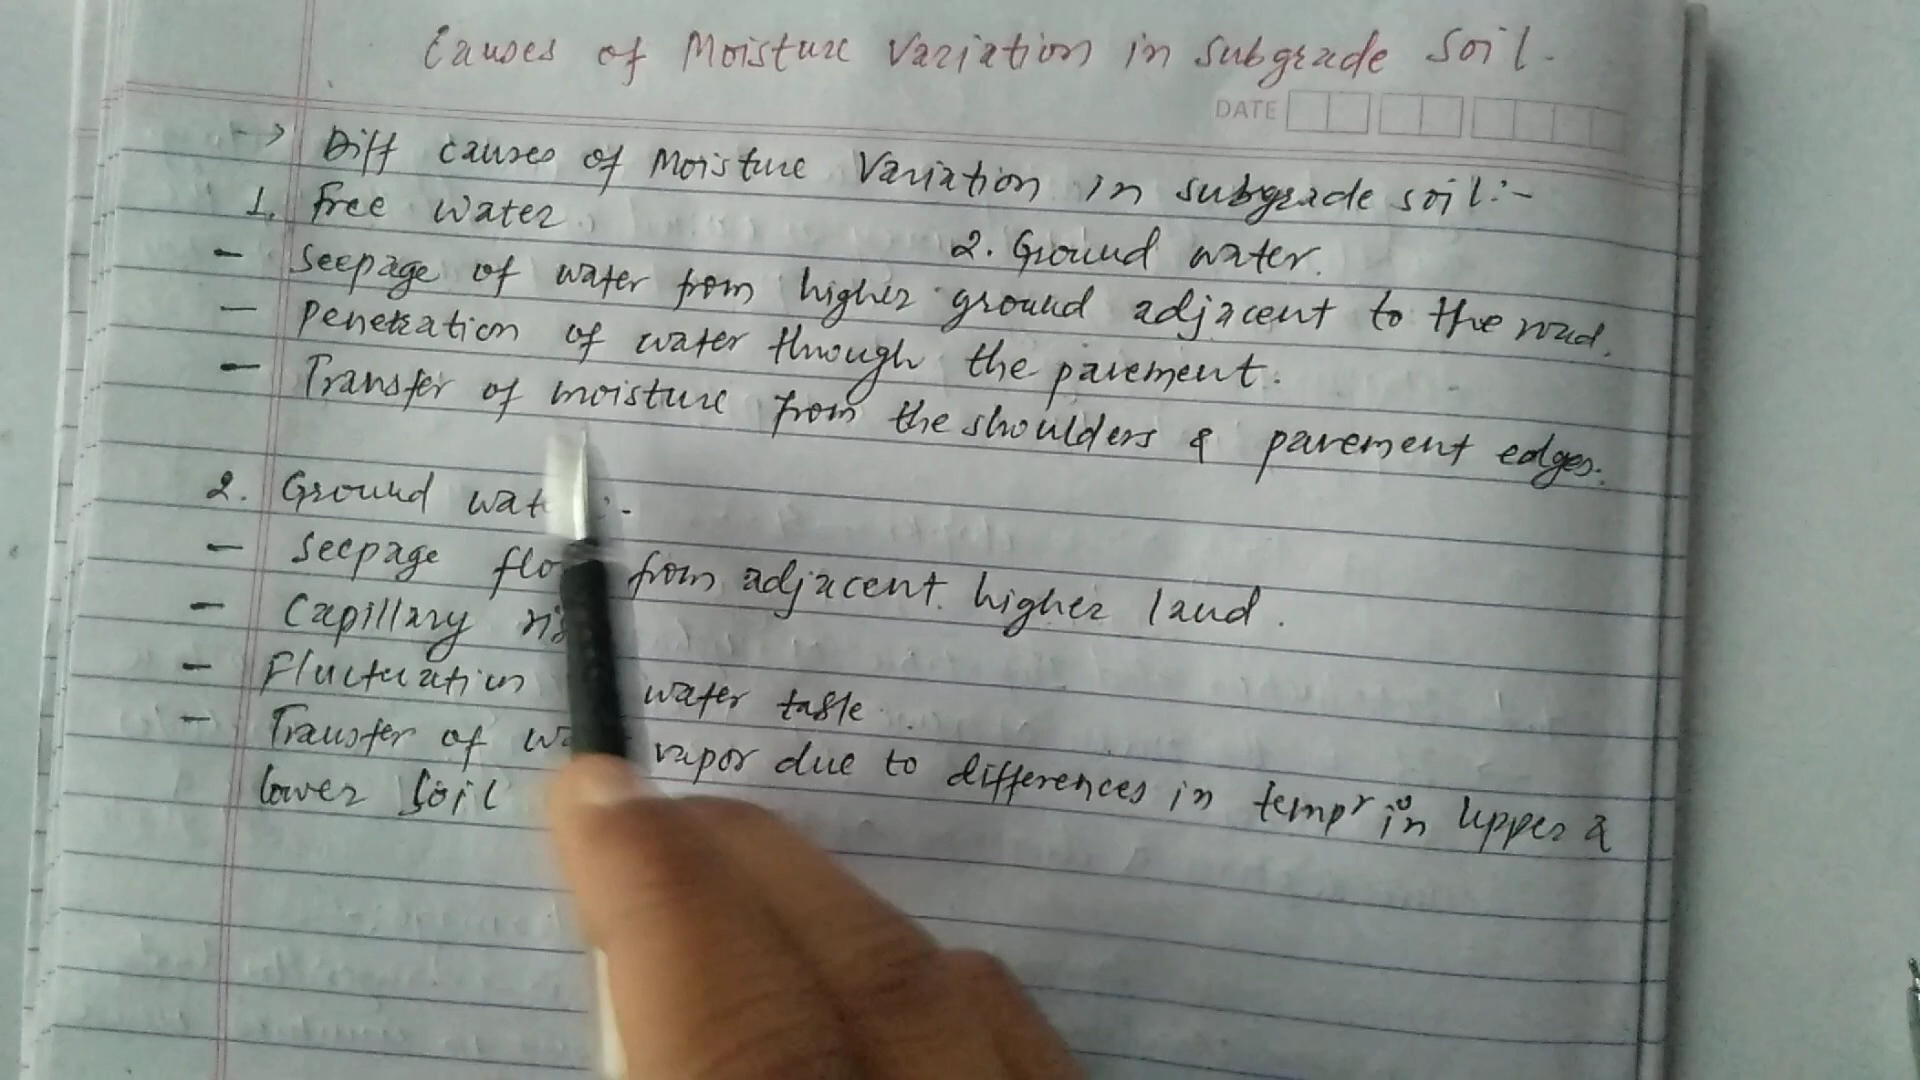 Causes of Moisture Variation in Subgrade Soil.
DATE
→ Diff causes of Moisture Variation in subgrade soil:-
1. Free water. 2. Ground water.
- Seepage of water from higher ground adjacent to the road.
- Penetration of water through the pavement.
- Transfer of moisture from the shoulders & pavement edges.
2. Ground wat :-
- Seepage flo from adjacent higher land.
- Capillary ris
- Fluctuation water table.
- Transfer of wa vapor due to differences in tempr in upper &
lower soil